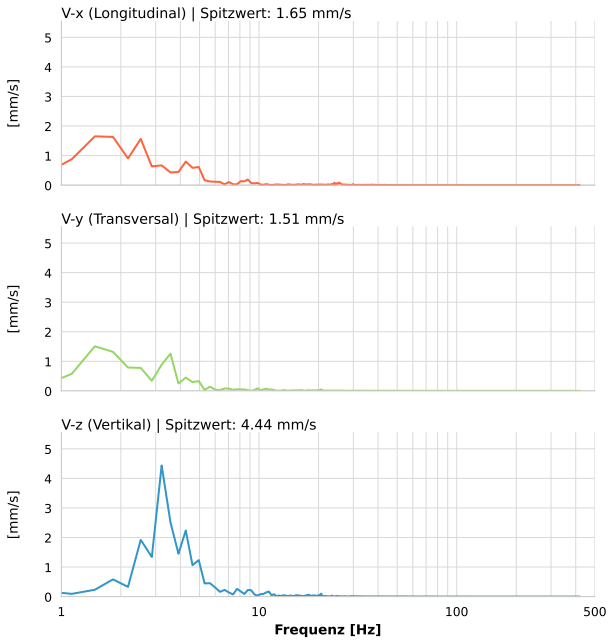 V-x (Longitudinal) | Spitzwert: 1.65 mm/s
5
4
3
2
1
0
[mm/s]
V-y (Transversal) | Spitzwert: 1.51 mm/s
5
4
3
2
1
0
[mm/s]
V-z (Vertikal) | Spitzwert: 4.44 mm/s
5
4
3
2
1
0
[mm/s]
1 10 100 500
Frequenz [Hz]